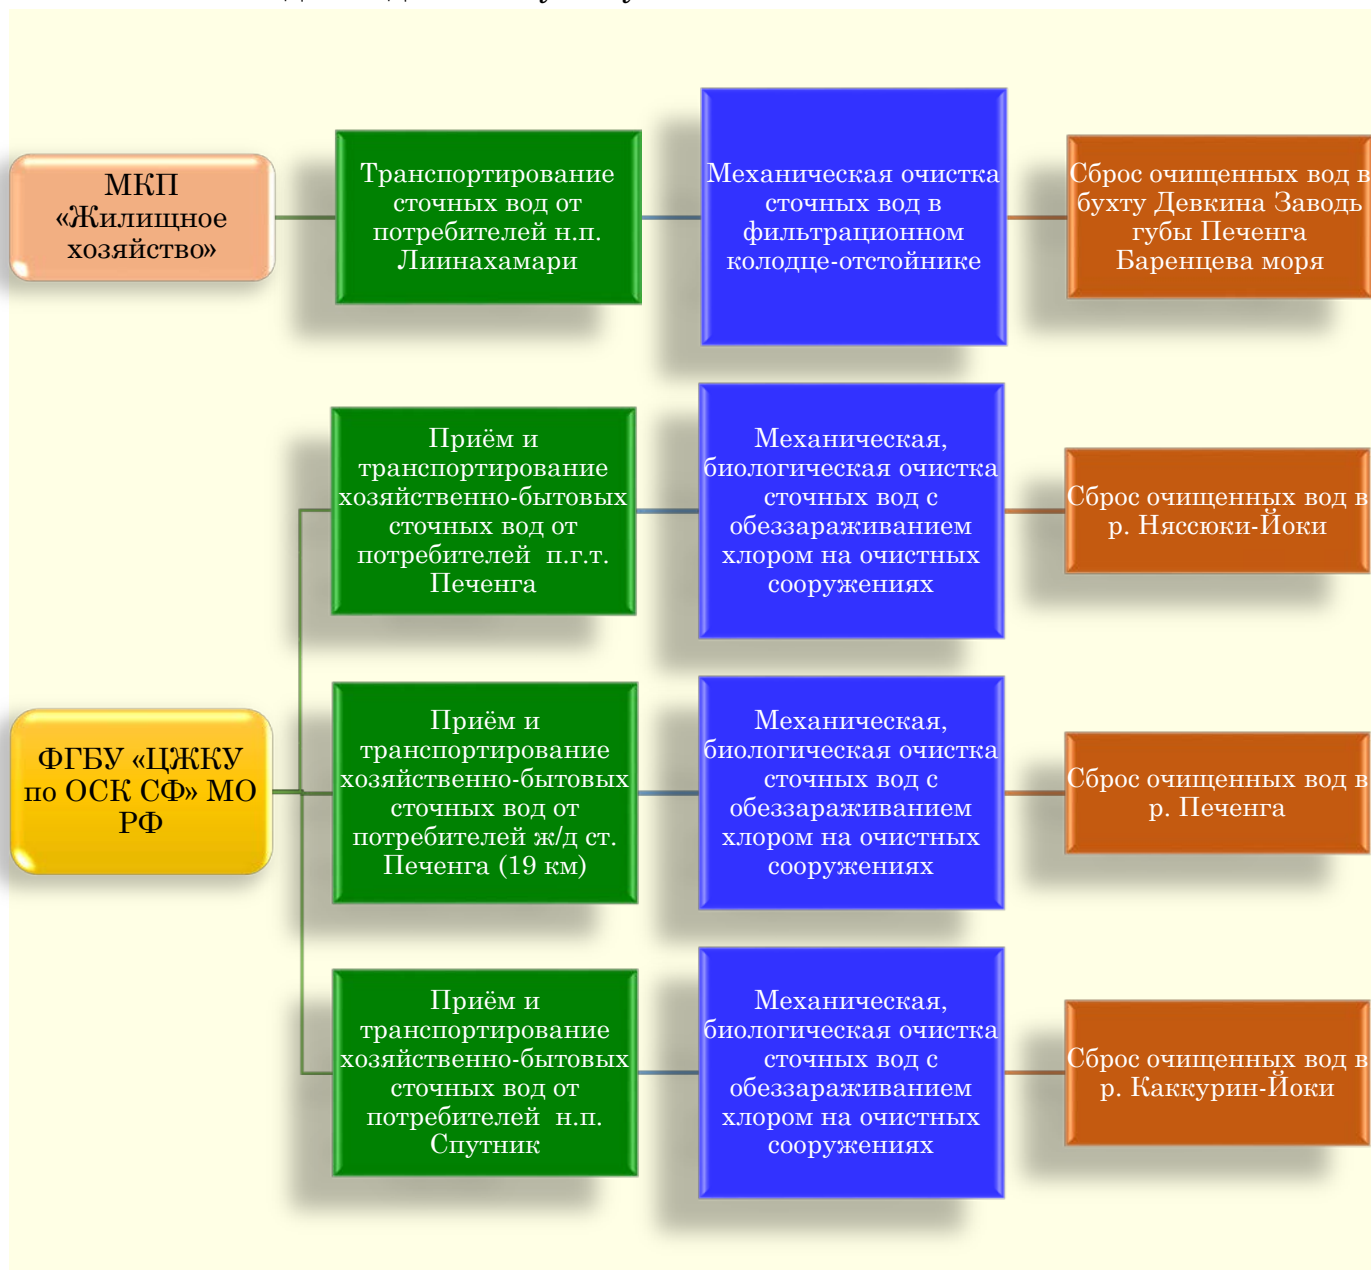 МКП
«Жилищное
хозяйство»
Транспортирование
сточных вод от
потребителей н.п.
Лиинахамари
Механическая очистка
сточных вод в
фильтрационном
колодце-отстойнике
Сброс очищенных вод в
бухту Девкина Заводь
губы Печенга
Баренцева моря
ФГБУ «ЦЖКУ
по ОСК СФ» МО
РФ
Приём и
транспортирование
хозяйственно-бытовых
сточных вод от
потребителей п.г.т.
Печенга
Механическая,
биологическая очистка
сточных вод с
обеззараживанием
хлором на очистных
сооружениях
Сброс очищенных вод в
р. Няссюки-Йоки
Приём и
транспортирование
хозяйственно-бытовых
сточных вод от
потребителей ж/д ст.
Печенга (19 км)
Механическая,
биологическая очистка
сточных вод с
обеззараживанием
хлором на очистных
сооружениях
Сброс очищенных вод в
р. Печенга
Приём и
транспортирование
хозяйственно-бытовых
сточных вод от
потребителей н.п.
Спутник
Механическая,
биологическая очистка
сточных вод с
обеззараживанием
хлором на очистных
сооружениях
Сброс очищенных вод в
р. Каккурин-Йоки